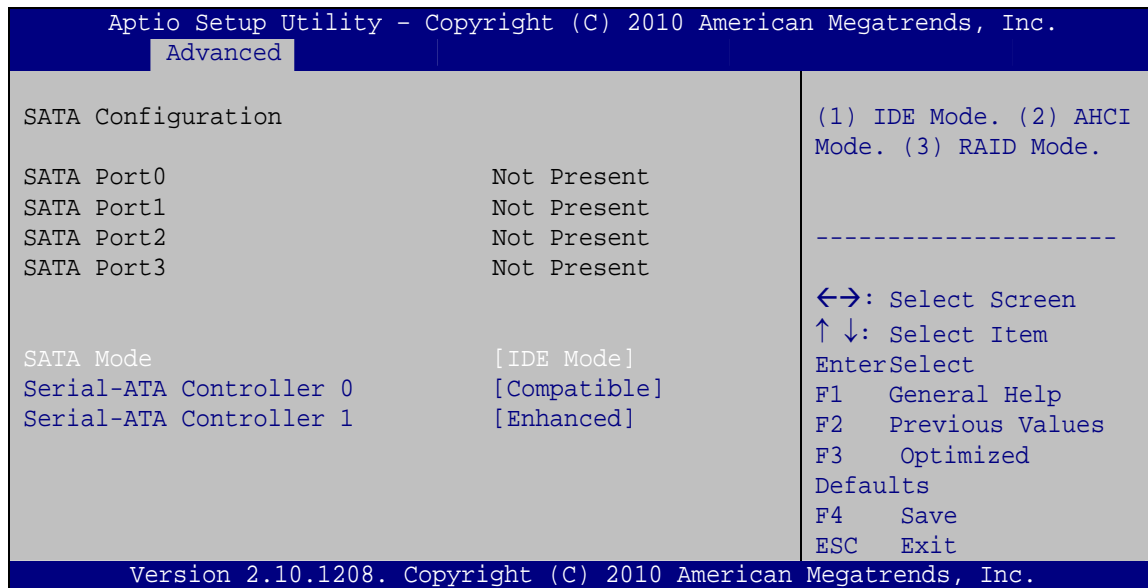 Aptio Setup Utility – Copyright (C) 2010 American Megatrends, Inc.
Advanced
SATA Configuration
SATA Port0 Not Present
SATA Port1 Not Present
SATA Port2 Not Present
SATA Port3 Not Present
SATA Mode [IDE Mode]
Serial-ATA Controller 0 [Compatible]
Serial-ATA Controller 1 [Enhanced]
(1) IDE Mode. (2) AHCI
Mode. (3) RAID Mode.
----------------------
←→: Select Screen
↑ ↓: Select Item
EnterSelect
F1 General Help
F2 Previous Values
F3 Optimized
Defaults
F4 Save
ESC Exit
Version 2.10.1208. Copyright (C) 2010 American Megatrends, Inc.